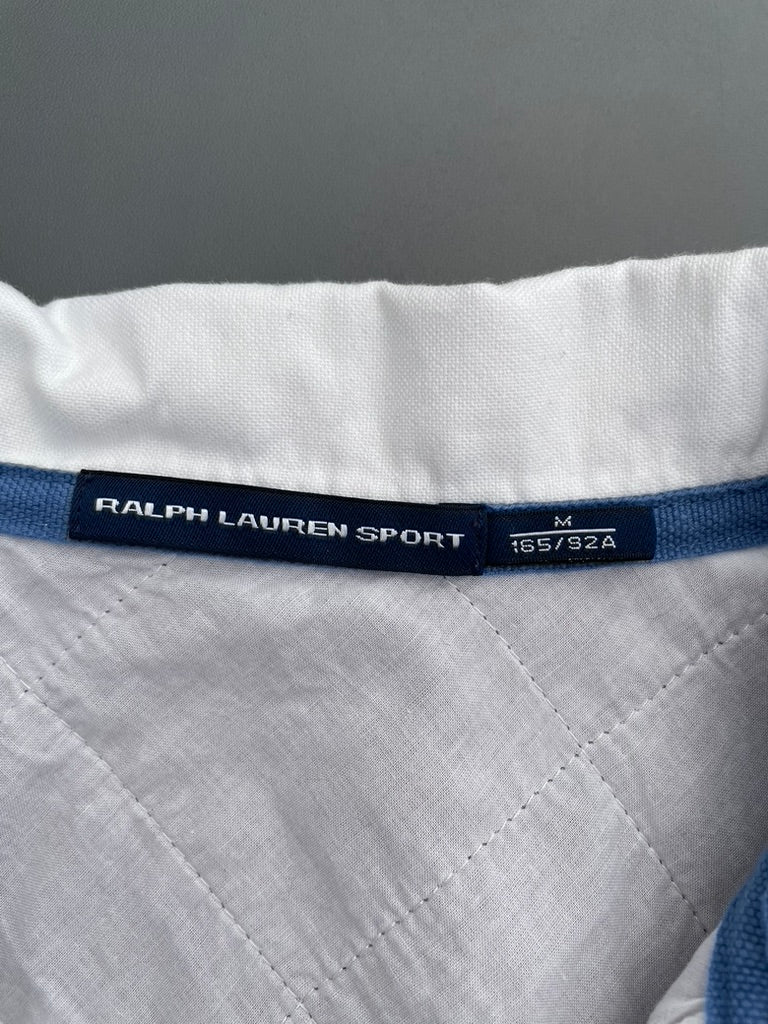 RALPH LAUREN SPORT
M
165/92A